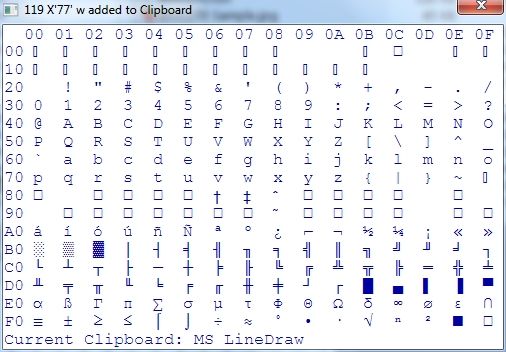 119 X'77' w added to Clipboard
00 01 02 03 04 05 06 07 08 09 0A 0B 0C 0D 0E 0F
00 ▯ ▯ ▯ ▯ ▯ ▯ ▯ ▯ ▯ □ ▯ ▯
10 ▯ ▯ ▯ ▯ ▯ ▯ ▯ ▯ ▯ ▯ ▯ ▯
20 ! " # $ % & ' ( ) * + , - . /
30 0 1 2 3 4 5 6 7 8 9 : ; < = > ?
40 @ A B C D E F G H I J K L M N O
50 P Q R S T U V W X Y Z [ \ ] ^ _
60 ` a b c d e f g h i j k l m n o
70 p q r s t u v w x y z { | } ~ ▯
80 □ □ □ □ □ † ‡ ˆ □ □ □ □
90 □ □ □ □ □ □ □ ˜ □ □ □ □ □
A0 á í ó ú ñ Ñ ª º ¿ ⌐ ¬ ½ ¼ ¡ « »
B0 ░ ▒ ▓ │ ┤ ╡ ╢ ╖ ╕ ╣ ║ ╗ ╝ ╜ ╛ ┐
C0 └ ┴ ┬ ├ ─ ┼ ╞ ╟ ╚ ╔ ╩ ╦ ╠ ═ ╬ ╧
D0 ╨ ╤ ╥ ╙ ╘ ╒ ╓ ╫ ╪ ┘ ┌ █ ▄ ▌ ▐ ▀
E0 α ß Γ π Σ σ µ τ Φ Θ Ω δ ∞ ø ε ∩
F0 ≡ ± ≥ ≤ ⌠ ⌡ ÷ ≈ ° • · √ ⁿ ² ■ □
Current Clipboard: MS LineDraw